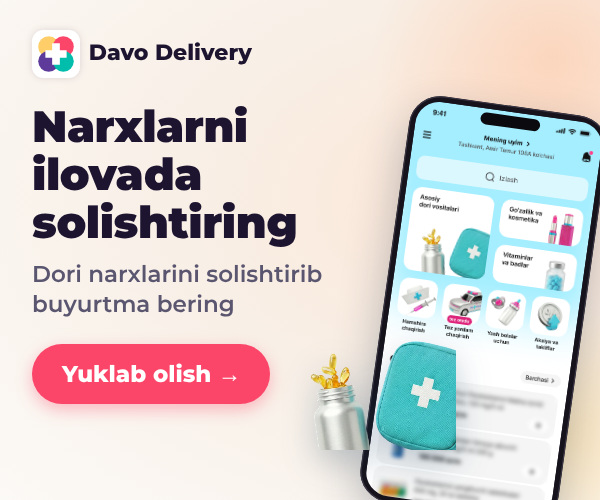 Davo Delivery
Narxlarni
ilovada
solishtiring
Dori narxlarini solishtirib
buyurtma bering
Yuklab olish →
9:41
Mening uyim >
Izlash
Asosiy
dori vositalari
Go'zallik va
kosmetika
Vitaminlar
va badlar
Hamshira
chaqirish
Tez yordam
chaqirish
Yosh bolalar
uchun
Aksiya va
takliflar
Barchasi >